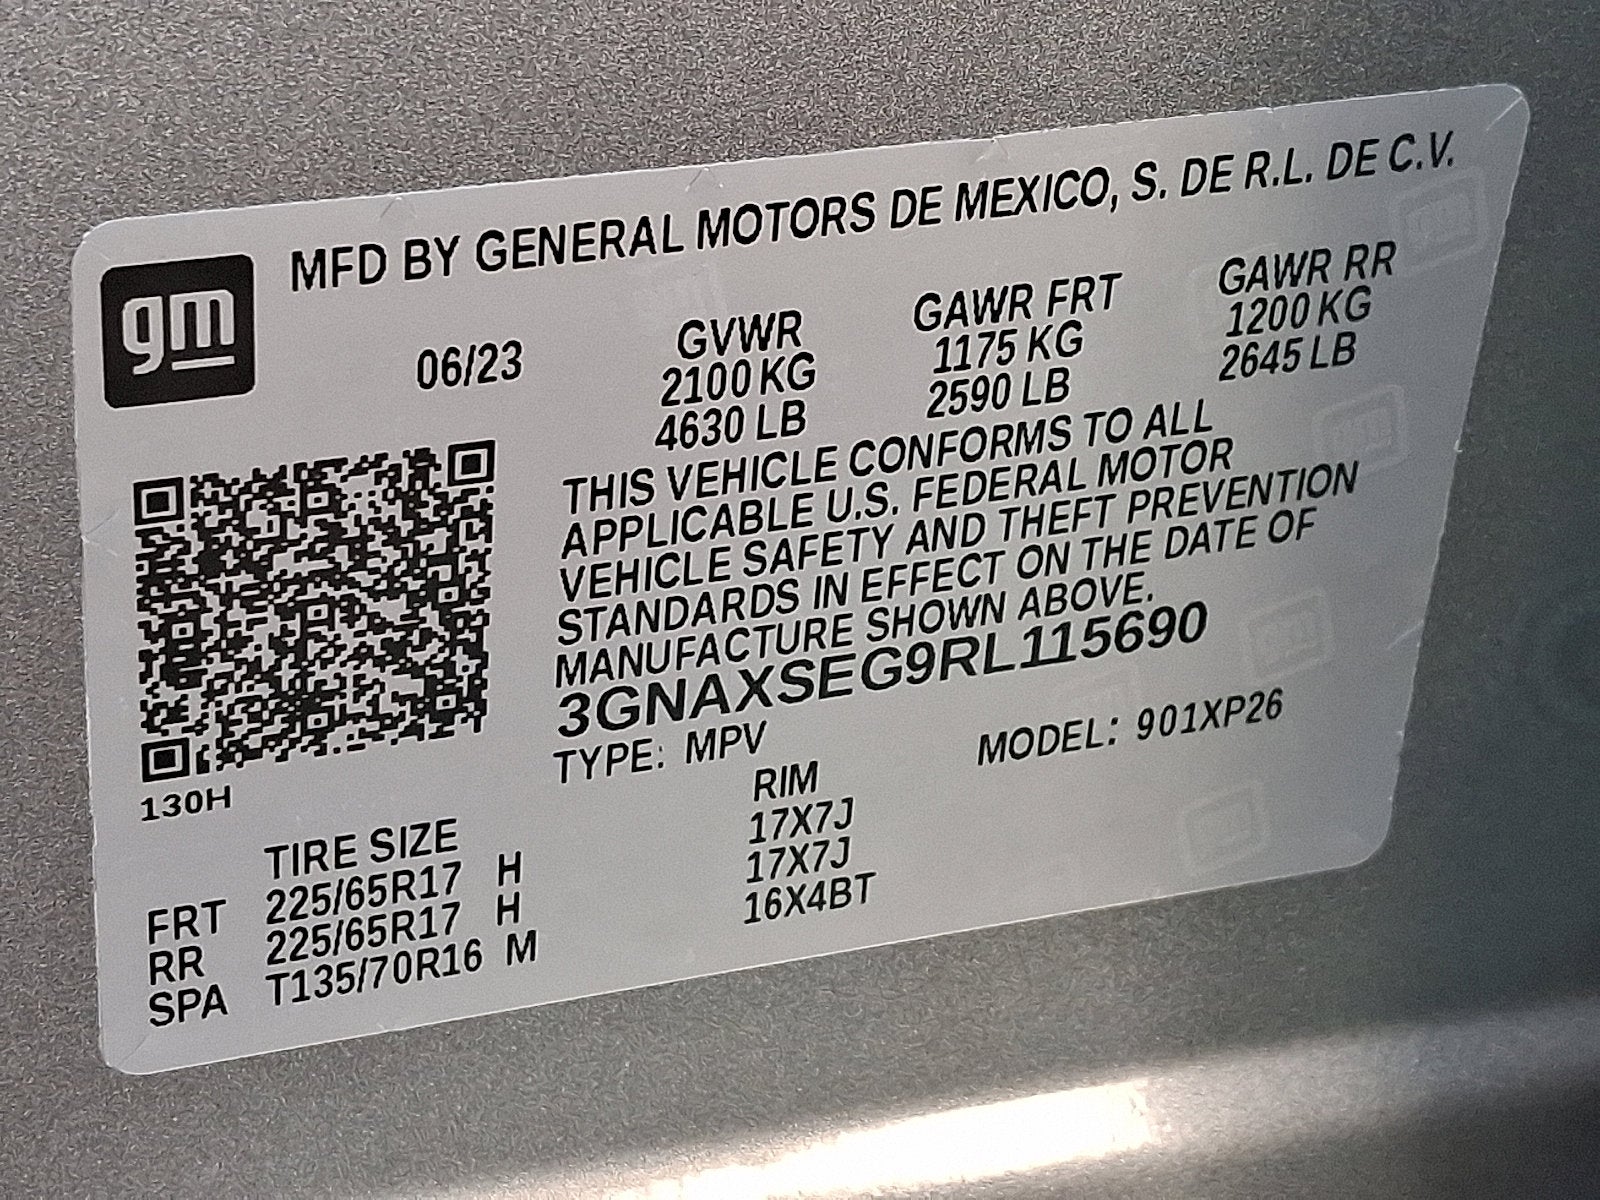 gm
MFD BY GENERAL MOTORS DE MEXICO, S. DE R.L. DE C.V.
06/23
GVWR
2100 KG
4630 LB
GAWR FRT
1175 KG
2590 LB
GAWR RR
1200 KG
2645 LB
THIS VEHICLE CONFORMS TO ALL
APPLICABLE U.S. FEDERAL MOTOR
VEHICLE SAFETY AND THEFT PREVENTION
STANDARDS IN EFFECT ON THE DATE OF
MANUFACTURE SHOWN ABOVE.
3GNAXSEG9RL115690
TYPE: MPV MODEL: 901XP26
130H
TIRE SIZE RIM
FRT 225/65R17 H 17X7J
RR 225/65R17 H 17X7J
SPA T135/70R16 M 16X4BT